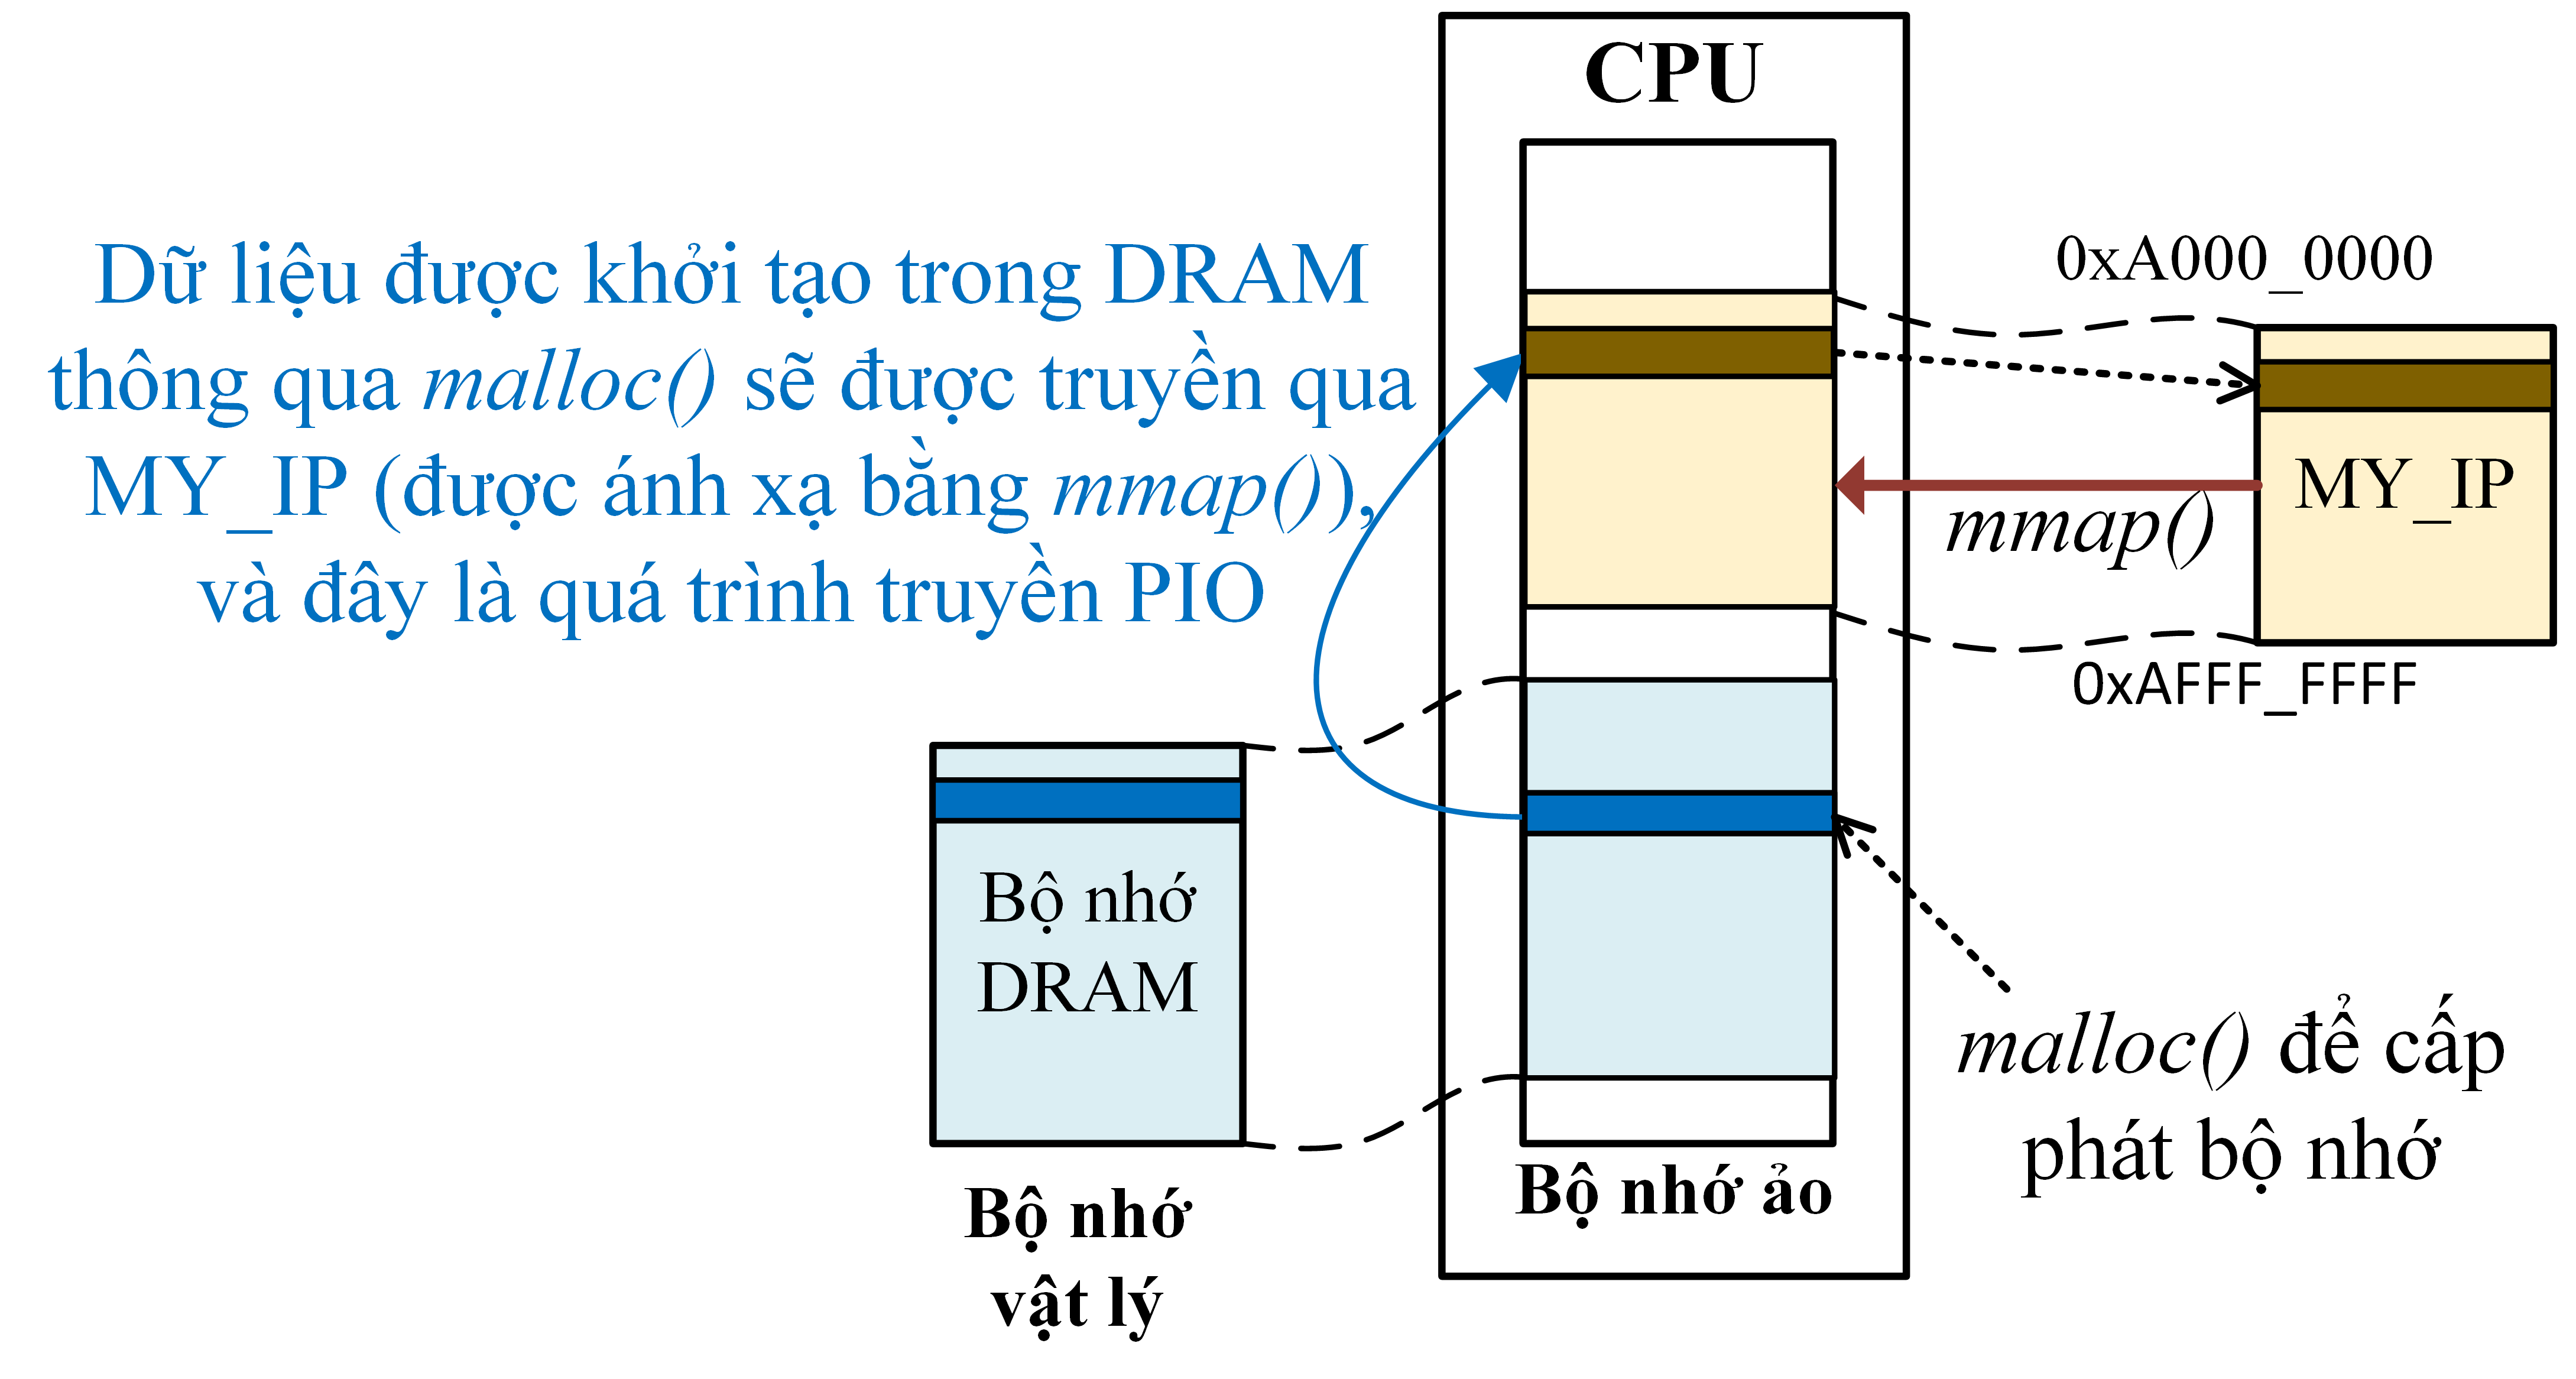 CPU
Dữ liệu được khởi tạo trong DRAM
thông qua malloc() sẽ được truyền qua
MY_IP (được ánh xạ bằng mmap()),
và đây là quá trình truyền PIO
0xA000_0000
MY_IP
mmap()
0xAFFF_FFFF
Bộ nhớ
DRAM
malloc() để cấp
phát bộ nhớ
Bộ nhớ ảo
Bộ nhớ
vật lý